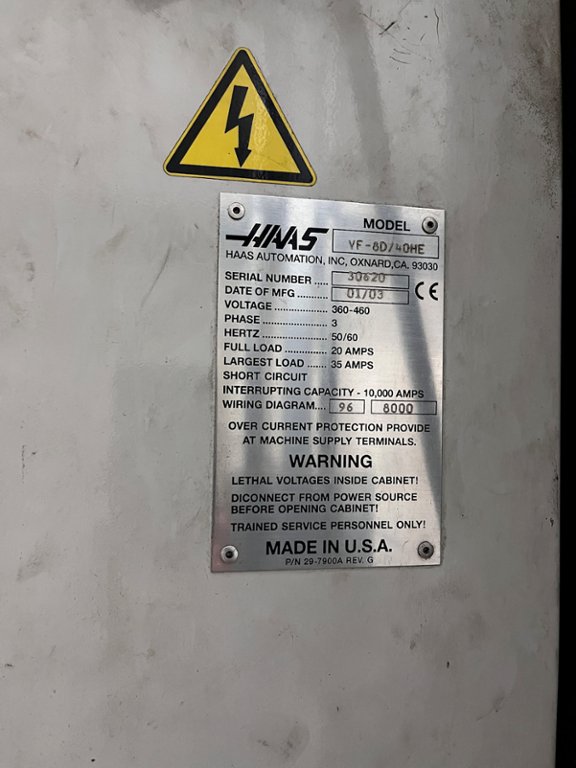 MODEL
HAAS VF-8D/40HE
HAAS AUTOMATION, INC, OXNARD,CA. 93030
SERIAL NUMBER ..... 30620
DATE OF MFG ........... 01/03 CE
VOLTAGE ................. 360-460
PHASE ..................... 3
HERTZ ..................... 50/60
FULL LOAD .............. 20 AMPS
LARGEST LOAD ...... 35 AMPS
SHORT CIRCUIT
INTERRUPTING CAPACITY - 10,000 AMPS
WIRING DIAGRAM.... 96 8000
OVER CURRENT PROTECTION PROVIDE
AT MACHINE SUPPLY TERMINALS.
WARNING
LETHAL VOLTAGES INSIDE CABINET!
DICONNECT FROM POWER SOURCE
BEFORE OPENING CABINET!
TRAINED SERVICE PERSONNEL ONLY!
MADE IN U.S.A.
P/N 29-7900A REV. G